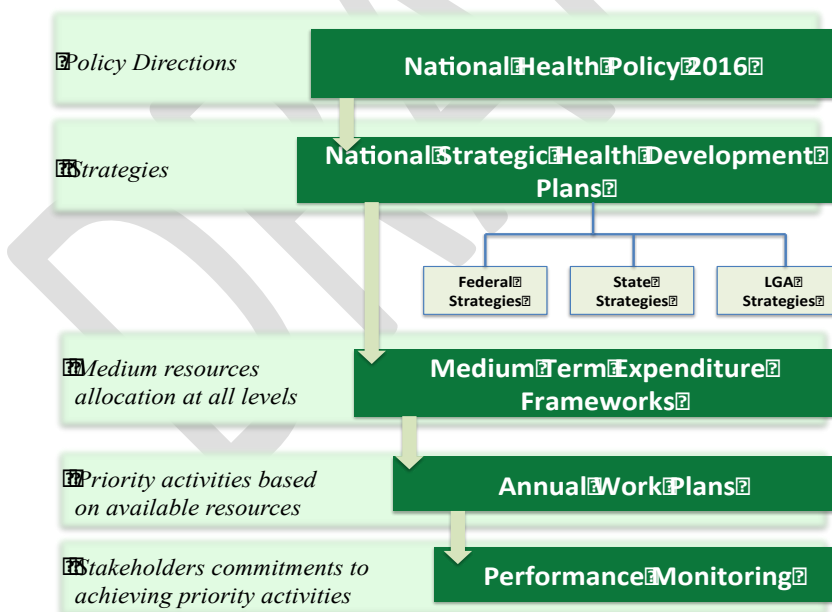 Policy Directions
National Health Policy 2016
Strategies
National Strategic Health Development
Plans
Federal
Strategies
State
Strategies
LGA
Strategies
Medium resources
allocation at all levels
Medium Term Expenditure
Frameworks
Priority activities based
on available resources
Annual Work Plans
Stakeholders commitments to
achieving priority activities
Performance Monitoring